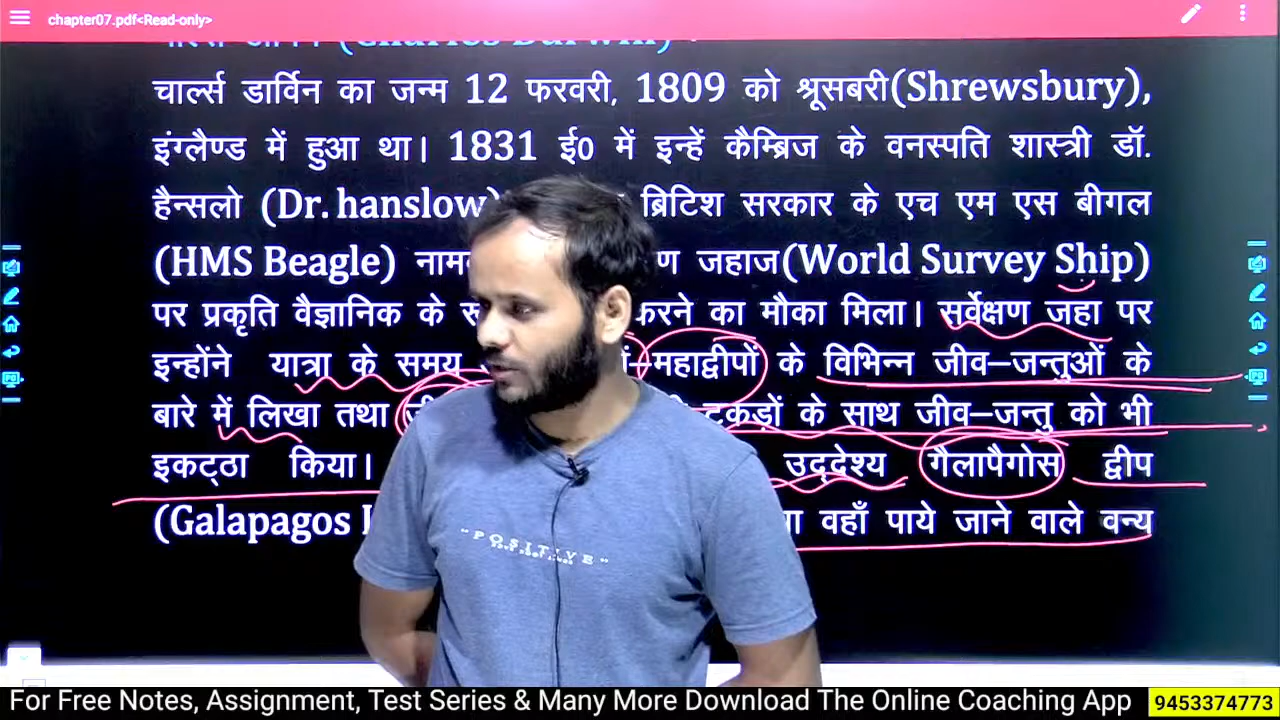 chapter07.pdf<Read-only>
(Charles Darwin) :
चार्ल्स डार्विन का जन्म 12 फरवरी, 1809 को श्रूसबरी(Shrewsbury),
इंग्लैण्ड में हुआ था। 1831 ई0 में इन्हें कैम्ब्रिज के वनस्पति शास्त्री डॉ.
हैन्सलो (Dr. hanslow) ब्रिटिश सरकार के एच एम एस बीगल
(HMS Beagle) जहाज(World Survey Ship)
पर प्रकृति वैज्ञानिक के करने का मौका मिला। सर्वेक्षण जहा पर
इन्होंने यात्रा के समय महाद्वीपों के विभिन्न जीव–जन्तुओं के
बारे में लिखा तथा टुकड़ों के साथ जीव–जन्तु को भी
इकट्ठा किया। उद्देश्य गैलापैगोस द्वीप
(Galapagos वहाँ पाये जाने वाले वन्य
"POSITIVE"
For Free Notes, Assignment, Test Series & Many More Download The Online Coaching App 9453374773